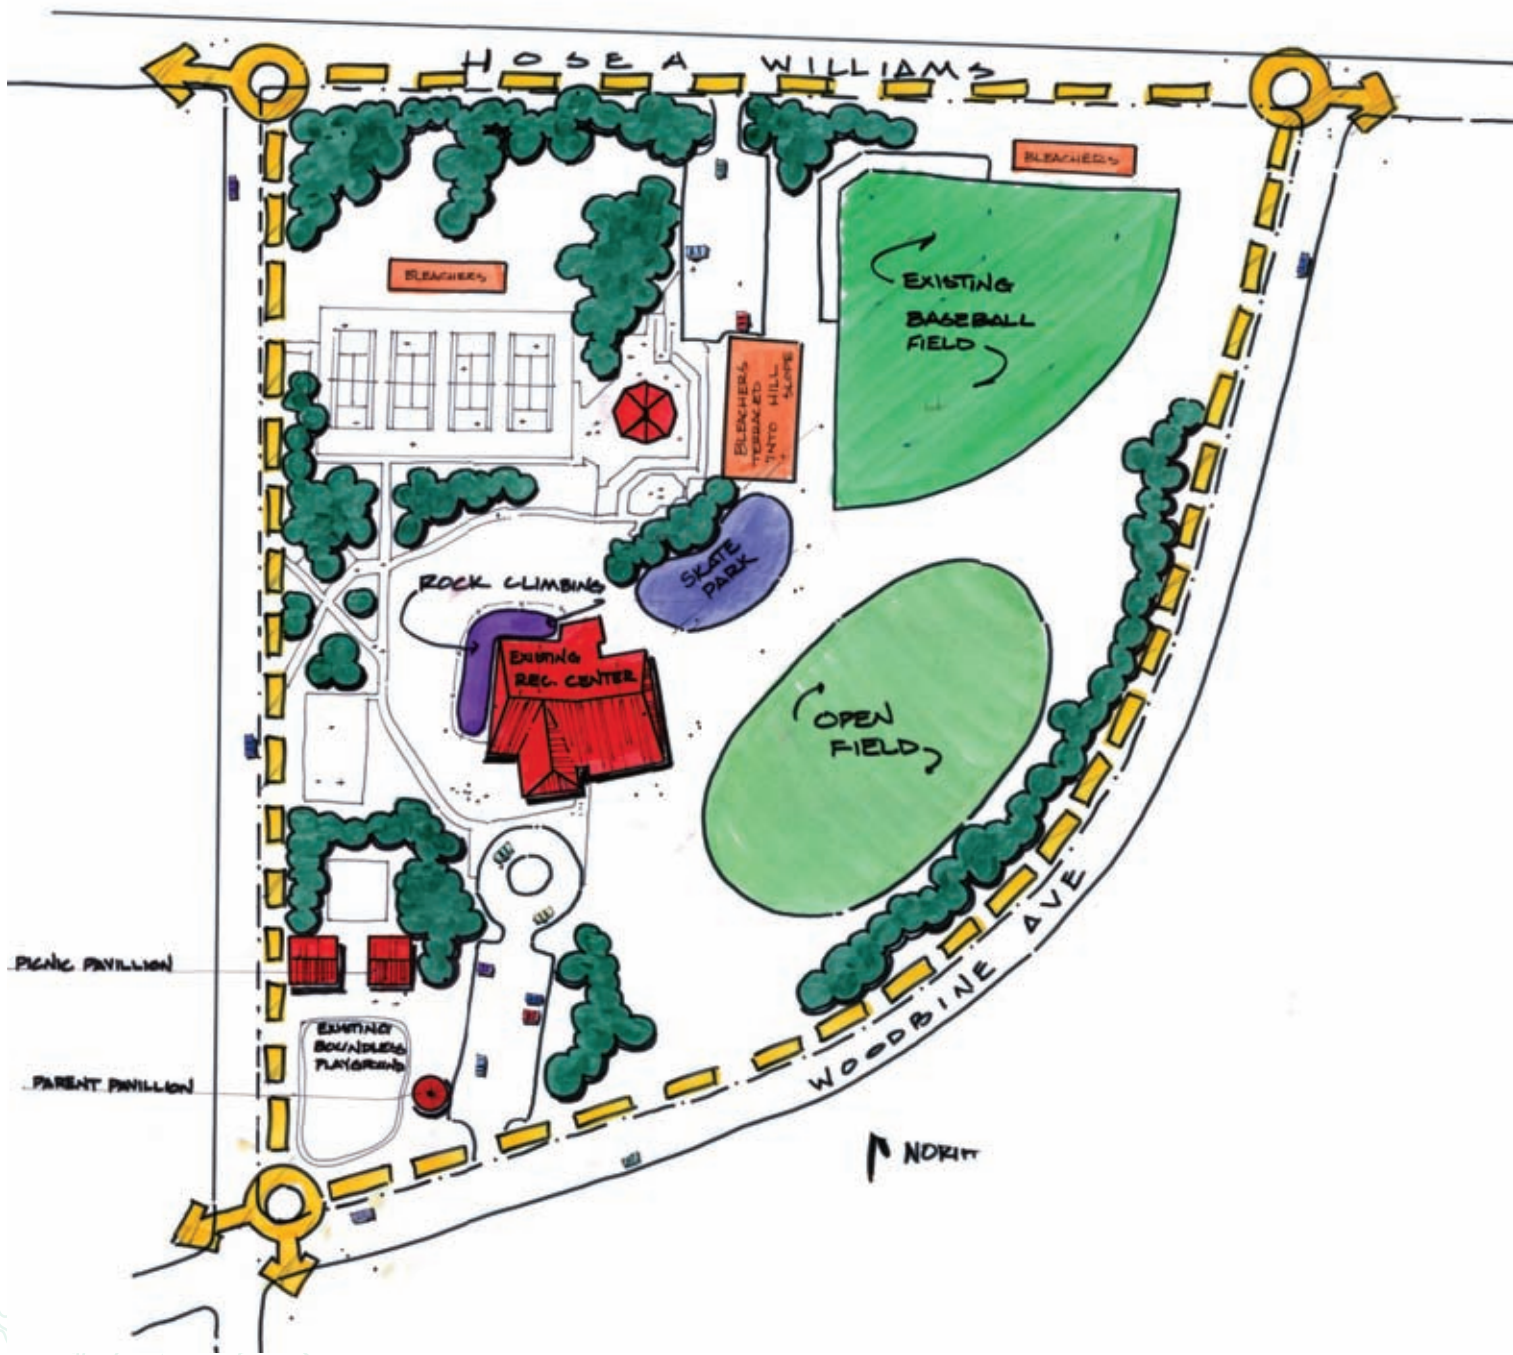 HOSEA WILLIAMS
BLEACHERS
BLEACHERS
EXISTING
BASEBALL
FIELD
BLEACHERS
TERRACED
INTO HILL
SLOPE
SKATE
PARK
ROCK CLIMBING
EXISTING
REC. CENTER
OPEN
FIELD
PICNIC PAVILLION
EXISTING
BOUNDLESS
PLAYGROUND
PARENT PAVILLION
WOODBINE AVE
NORTH